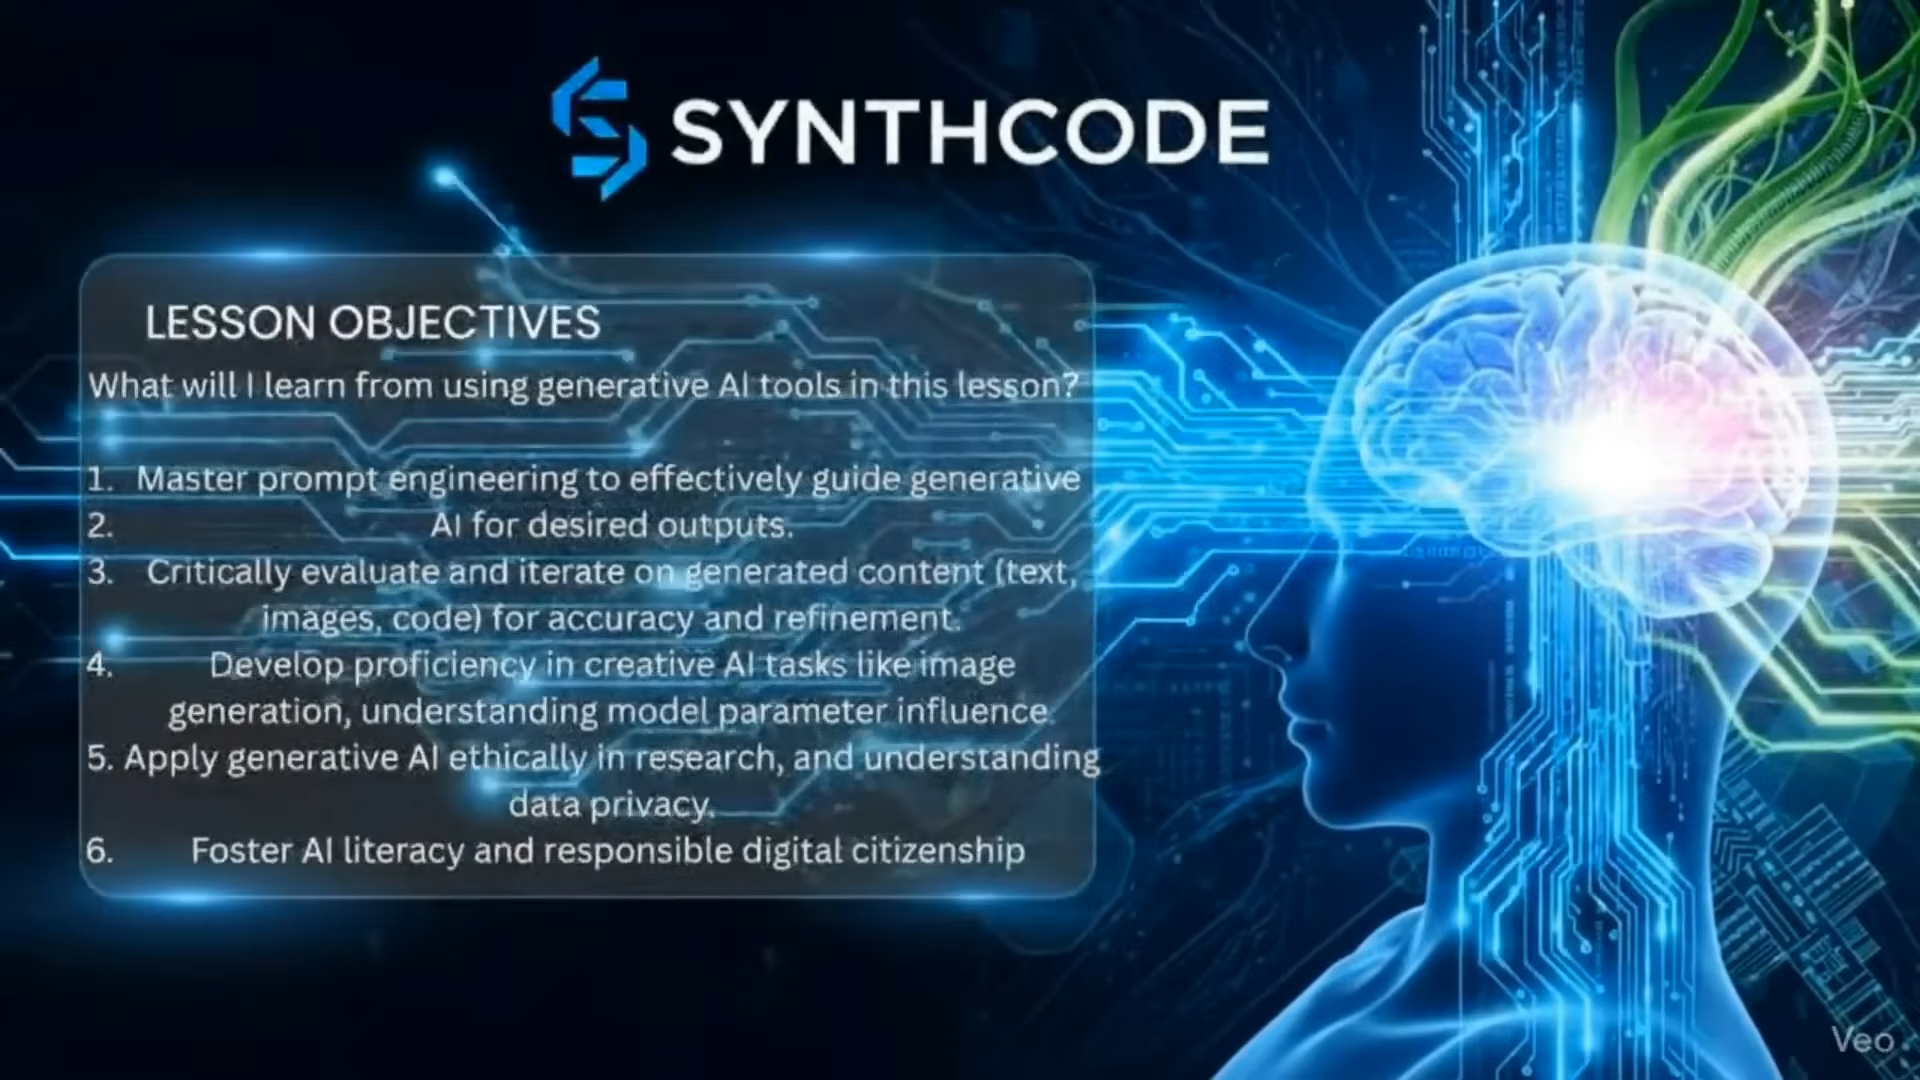 SYNTHCODE
LESSON OBJECTIVES
What will I learn from using generative AI tools in this lesson?
1. Master prompt engineering to effectively guide generative
2. AI for desired outputs.
3. Critically evaluate and iterate on generated content (text,
images, code) for accuracy and refinement.
4. Develop proficiency in creative AI tasks like image
generation, understanding model parameter influence.
5. Apply generative AI ethically in research, and understanding
data privacy.
6. Foster AI literacy and responsible digital citizenship
Veo